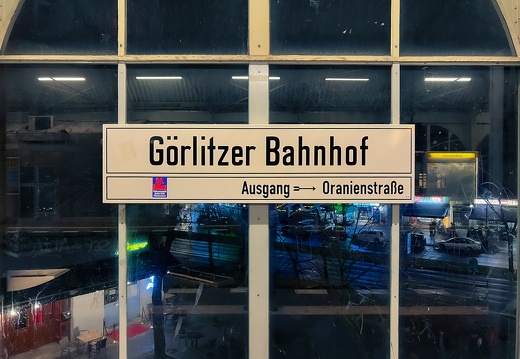 Görlitzer Bahnhof
Ausgang ⇒ Oranienstraße